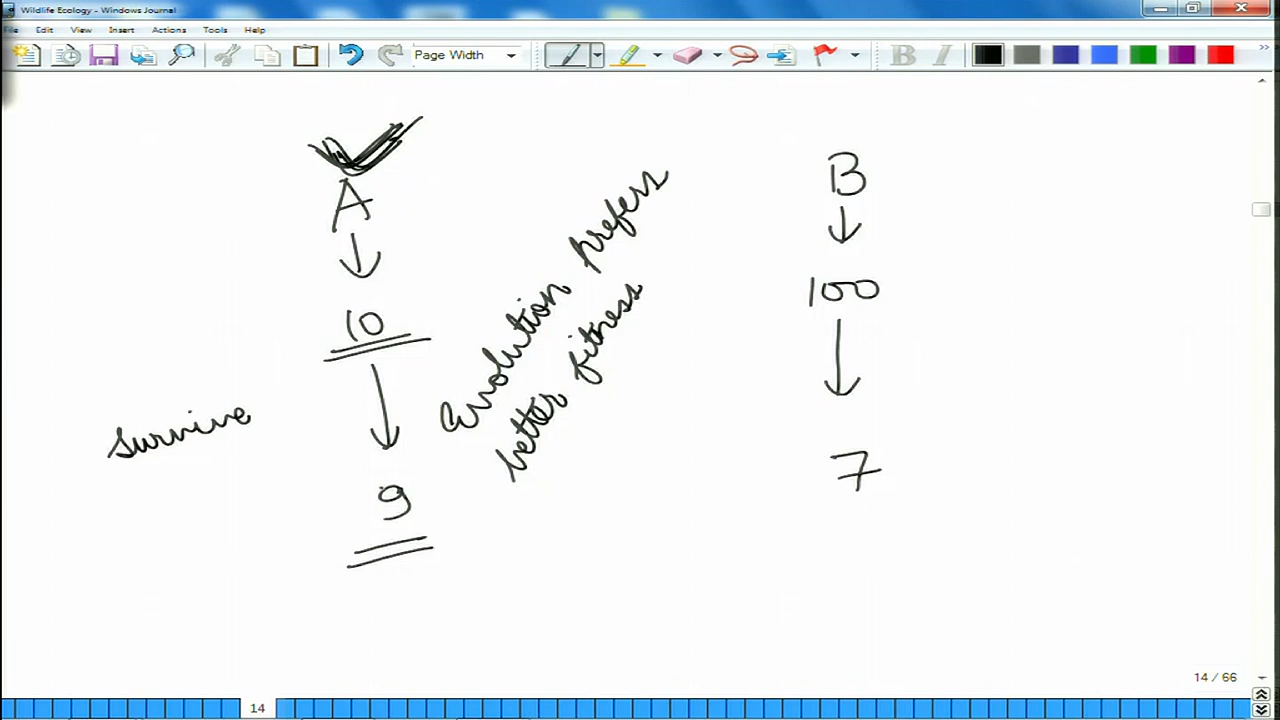 Wildlife Ecology - Windows Journal
File Edit View Insert Actions Tools Help
Page Width
B I
A
10
survive
9
evolution prefers
better fitness
B
100
7
14 / 66
14